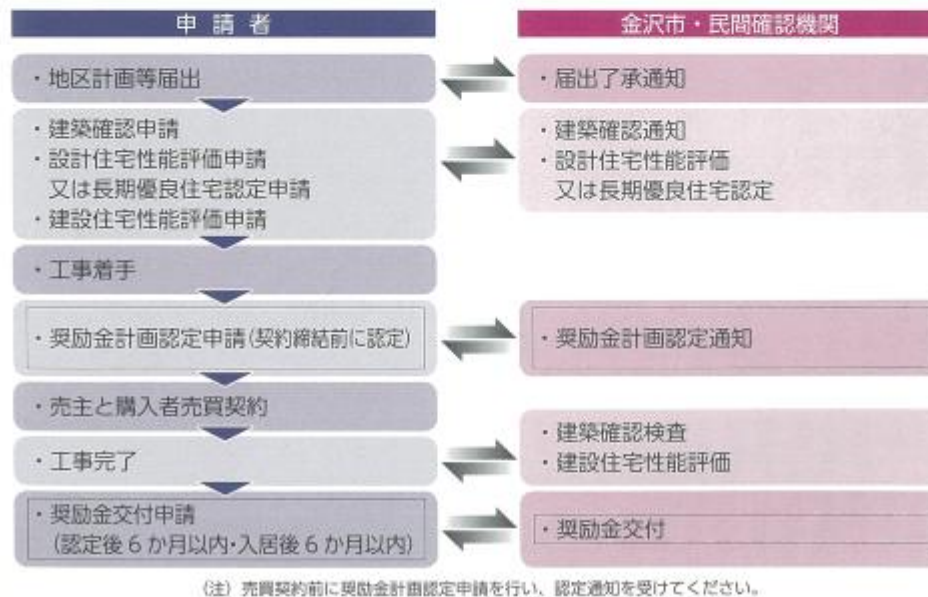 申請者
金沢市・民間確認機関
・地区計画等届出
・届出了承通知
・建築確認申請
・設計住宅性能評価申請
又は長期優良住宅認定申請
・建設住宅性能評価申請
・建築確認通知
・設計住宅性能評価
又は長期優良住宅認定
・工事着手
・奨励金計画認定申請(契約締結前に認定)
・奨励金計画認定通知
・売主と購入者売買契約
・工事完了
・建築確認検査
・建設住宅性能評価
・奨励金交付申請
(認定後6か月以内・入居後6か月以内)
・奨励金交付
(注)売買契約前に奨励金計画認定申請を行い、認定通知を受けてください。